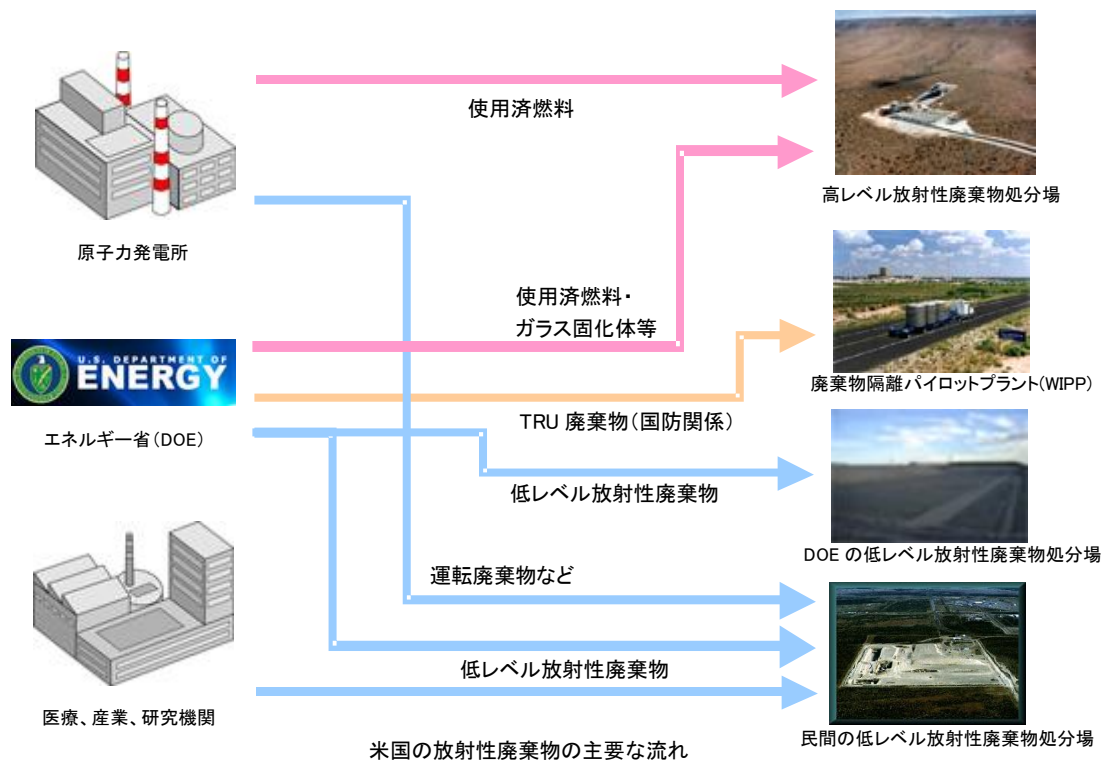 使用済燃料
高レベル放射性廃棄物処分場
原子力発電所
使用済燃料・
ガラス固化体等
U.S. DEPARTMENT OF
ENERGY
廃棄物隔離パイロットプラント(WIPP)
TRU 廃棄物(国防関係)
エネルギー省(DOE)
低レベル放射性廃棄物
DOE の低レベル放射性廃棄物処分場
運転廃棄物など
低レベル放射性廃棄物
医療、産業、研究機関
民間の低レベル放射性廃棄物処分場
米国の放射性廃棄物の主要な流れ